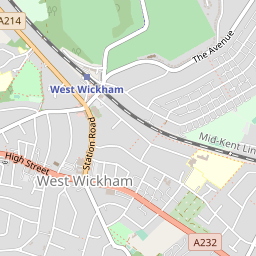 A214
The Avenue
West Wickham
Mid-Kent Lin
Station Road
High Street
West Wickham
A232